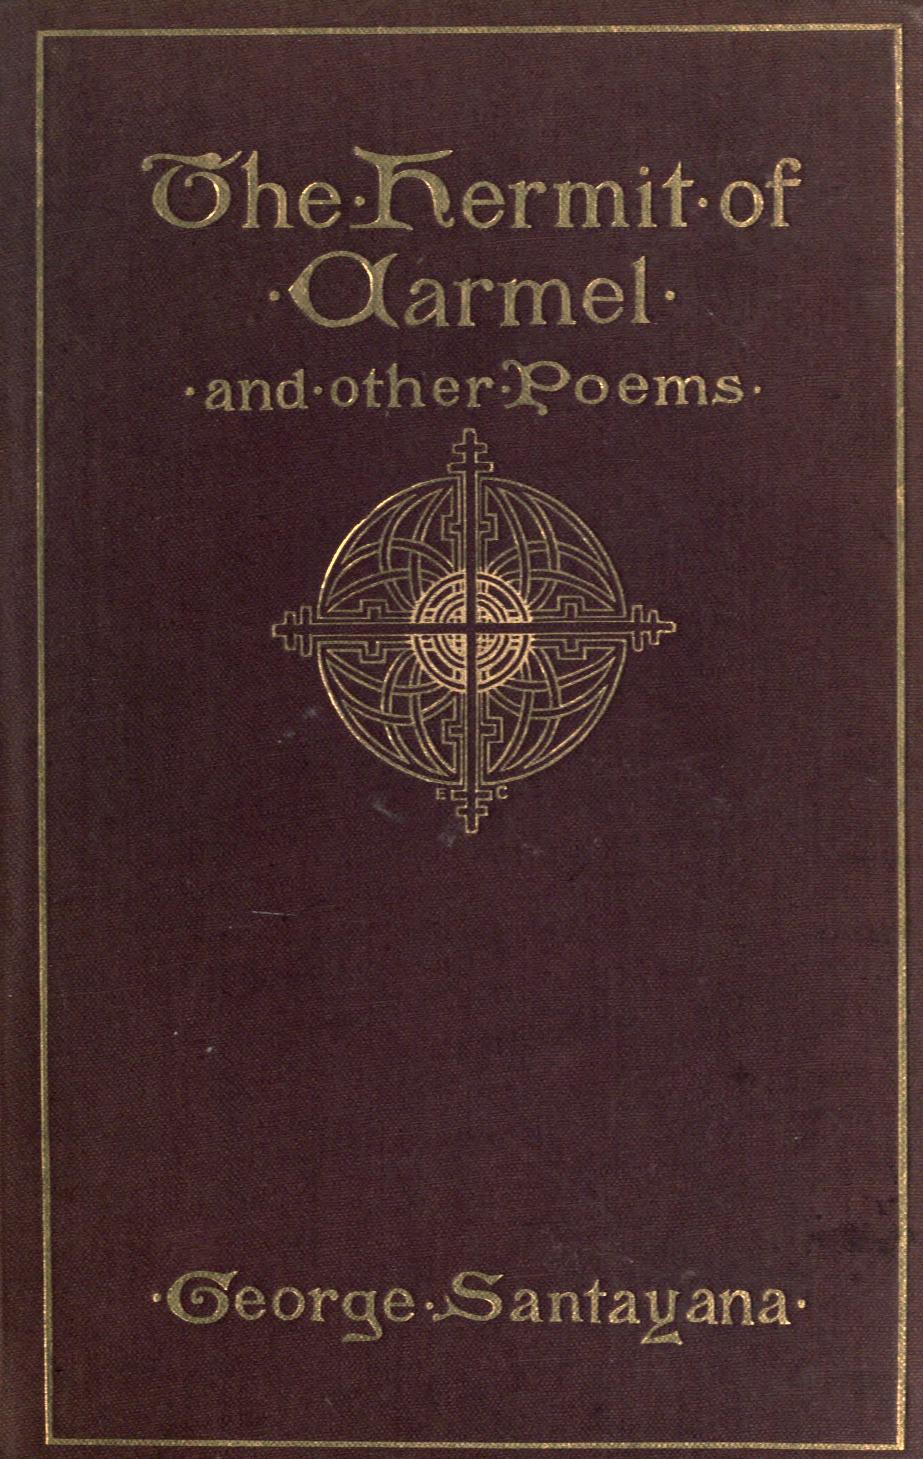 The·Hermit·of
·Carmel·
·and·other·Poems·
E C
·George·Santayana·